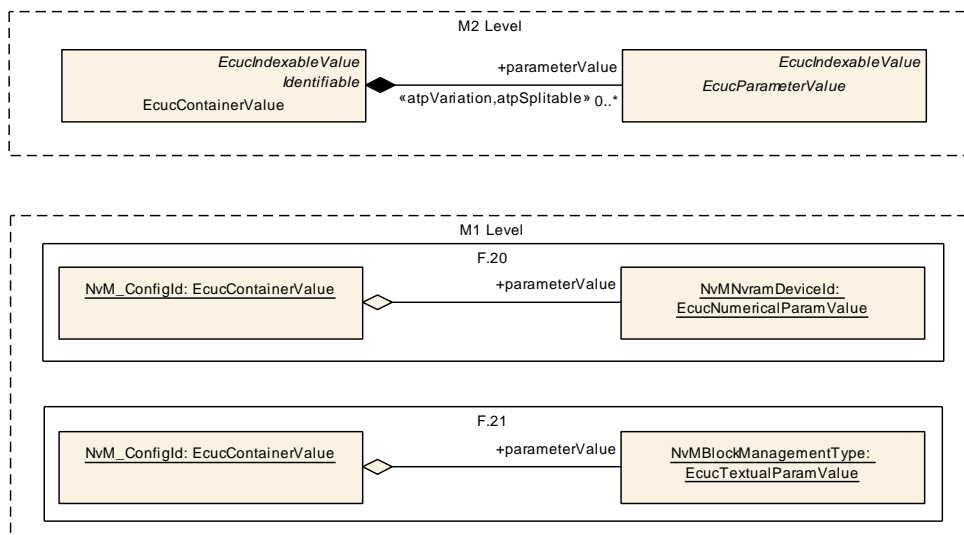 M2 Level
EcucIndexableValue
Identifiable
EcucContainerValue
+parameterValue
«atpVariation,atpSplitable» 0..*
EcucIndexableValue
EcucParameterValue
M1 Level
F.20
NvM_ConfigId: EcucContainerValue
+parameterValue
NvMNvramDeviceId:
EcucNumericalParamValue
F.21
NvM_ConfigId: EcucContainerValue
+parameterValue
NvMBlockManagementType:
EcucTextualParamValue